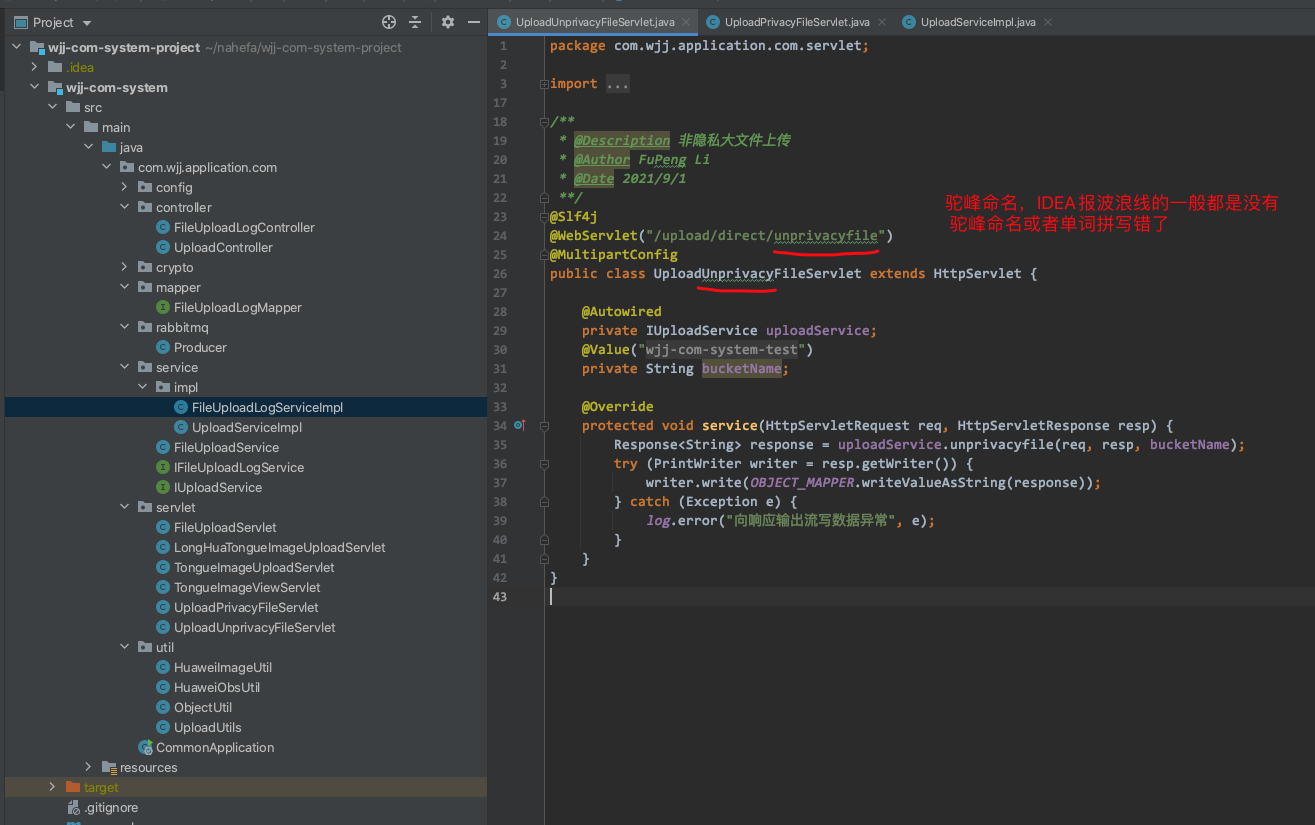 Project
UploadUnprivacyFileServlet.java
UploadPrivacyFileServlet.java
UploadServiceImpl.java
wjj-com-system-project ~/nahefa/wjj-com-system-project
.idea
wjj-com-system
src
main
java
com.wjj.application.com
config
controller
FileUploadLogController
UploadController
crypto
mapper
FileUploadLogMapper
rabbitmq
Producer
service
impl
FileUploadLogServiceImpl
UploadServiceImpl
FileUploadService
IFileUploadLogService
IUploadService
servlet
FileUploadServlet
LongHuaTongueImageUploadServlet
TongueImageUploadServlet
TongueImageViewServlet
UploadPrivacyFileServlet
UploadUnprivacyFileServlet
util
HuaweiImageUtil
HuaweiObsUtil
ObjectUtil
UploadUtils
CommonApplication
resources
target
.gitignore
1 package com.wjj.application.com.servlet;
2
3 import ...
17
18 /**
19 * @Description 非隐私大文件上传
20 * @Author FuPeng Li
21 * @Date 2021/9/1
22 **/
23 @Slf4j
24 @WebServlet("/upload/direct/unprivacyfile")
25 @MultipartConfig
26 public class UploadUnprivacyFileServlet extends HttpServlet {
27
28 @Autowired
29 private IUploadService uploadService;
30 @Value("wjj-com-system-test")
31 private String bucketName;
32
33 @Override
34 protected void service(HttpServletRequest req, HttpServletResponse resp) {
35 Response<String> response = uploadService.unprivacyfile(req, resp, bucketName);
36 try (PrintWriter writer = resp.getWriter()) {
37 writer.write(OBJECT_MAPPER.writeValueAsString(response));
38 } catch (Exception e) {
39 log.error("向响应输出流写数据异常", e);
40 }
41 }
42 }
43
驼峰命名，IDEA报波浪线的一般都是没有
驼峰命名或者单词拼写错了